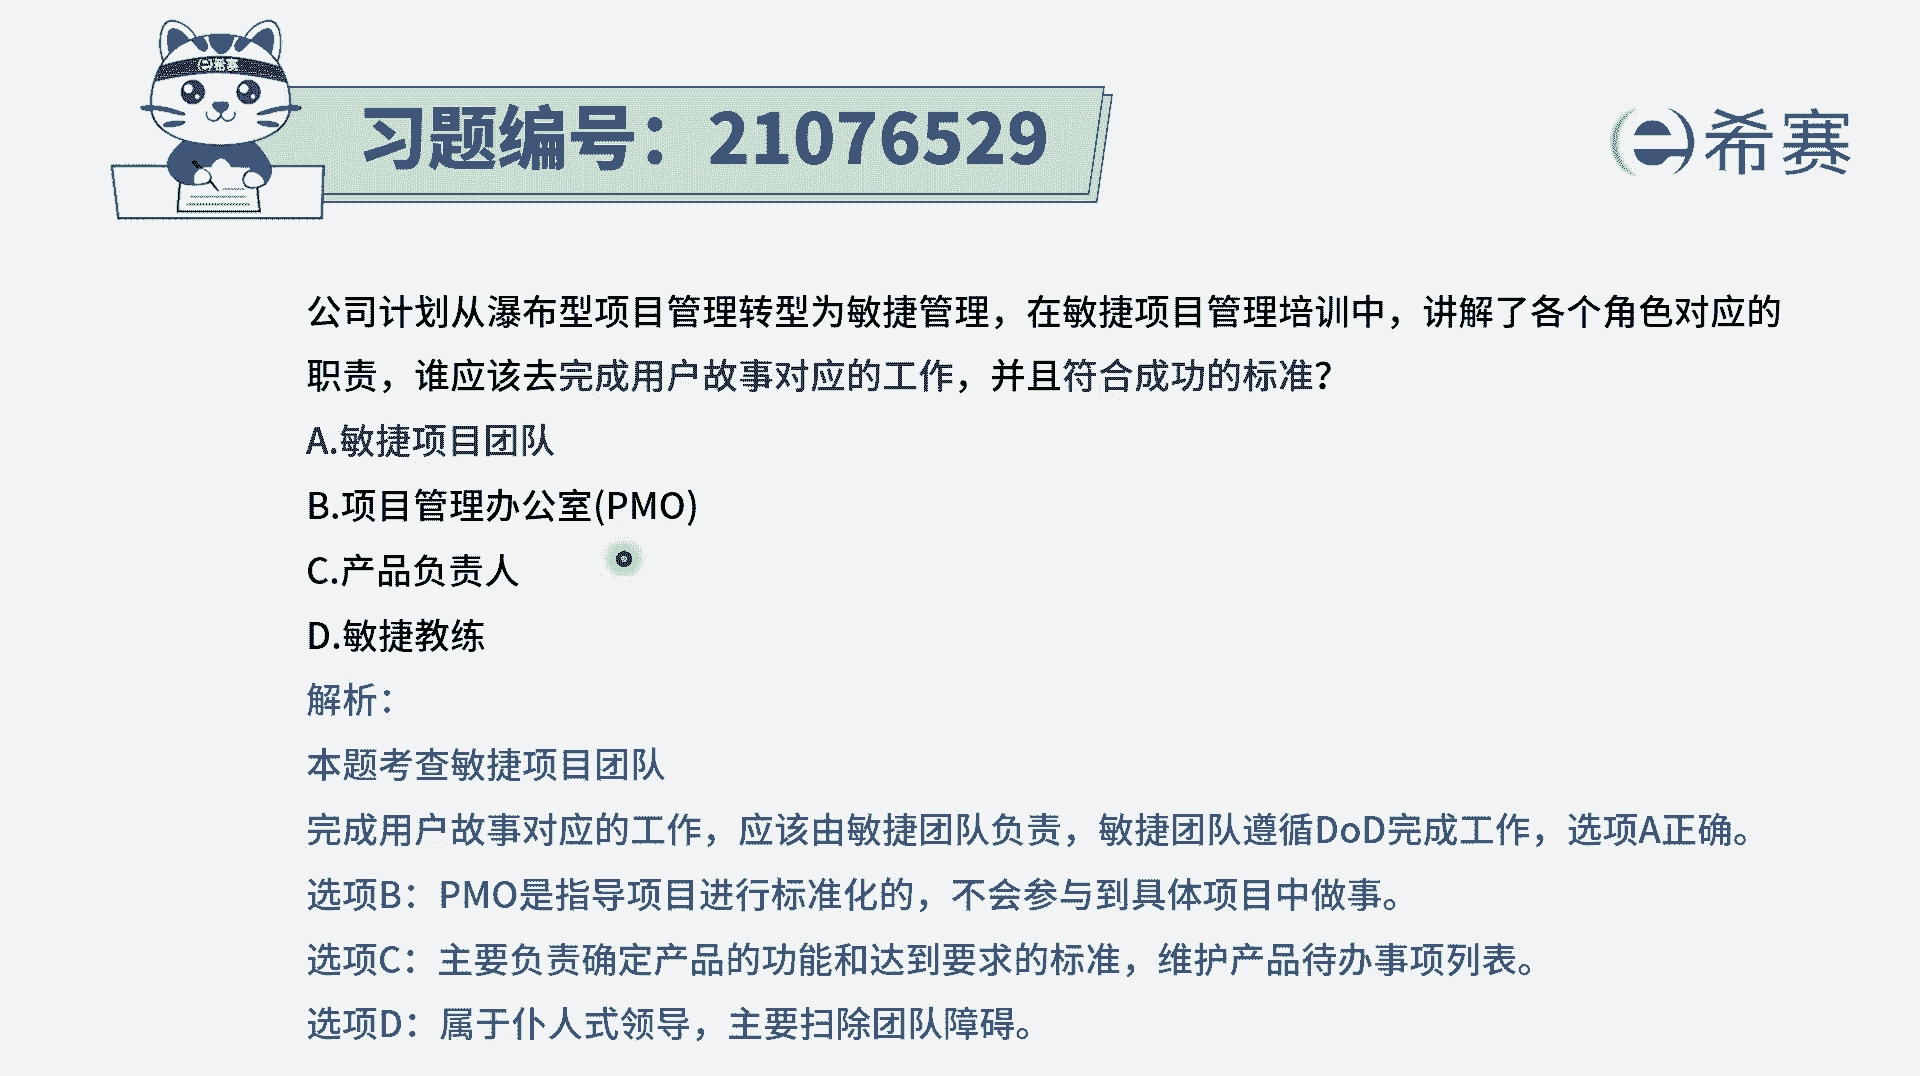 希赛
习题编号：21076529
希赛
公司计划从瀑布型项目管理转型为敏捷管理，在敏捷项目管理培训中，讲解了各个角色对应的
职责，谁应该去完成用户故事对应的工作，并且符合成功的标准？
A.敏捷项目团队
B.项目管理办公室(PMO)
C.产品负责人
D.敏捷教练
解析：
本题考查敏捷项目团队
完成用户故事对应的工作，应该由敏捷团队负责，敏捷团队遵循DoD完成工作，选项A正确。
选项B：PMO是指导项目进行标准化的，不会参与到具体项目中做事。
选项C：主要负责确定产品的功能和达到要求的标准，维护产品待办事项列表。
选项D：属于仆人式领导，主要扫除团队障碍。